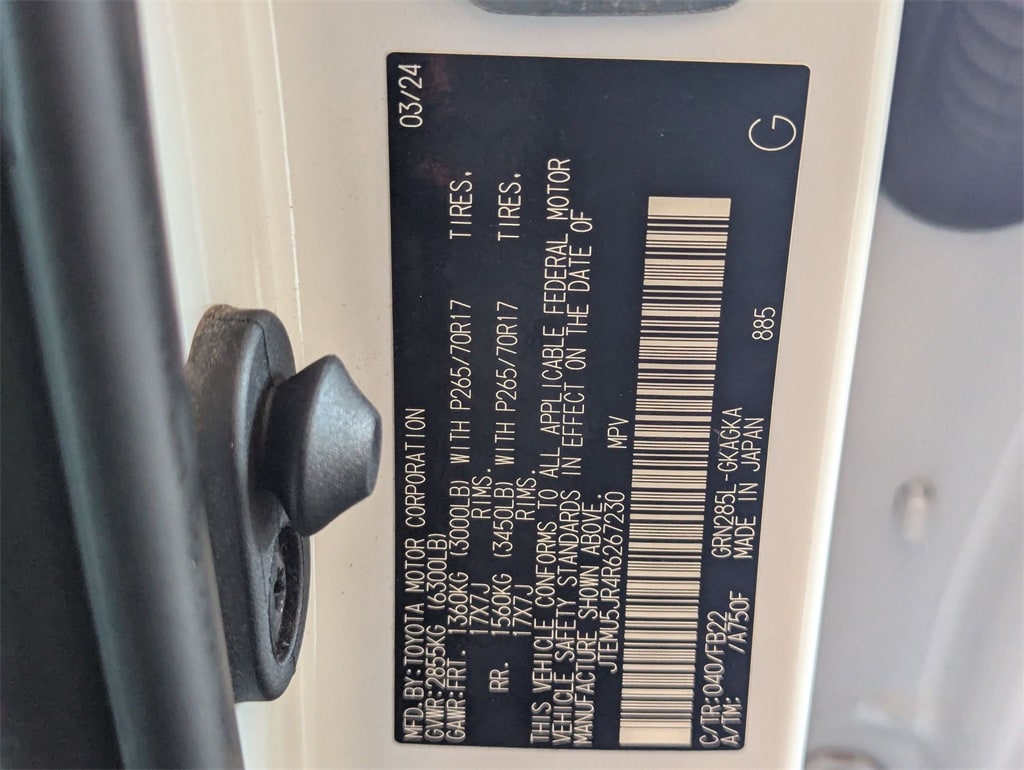 03/24
MFD.BY:TOYOTA MOTOR CORPORATION
GVWR:2855KG (6300LB)
GAWR:FRT. 1360KG (3000LB) WITH P265/70R17 TIRES,
17X7J RIMS.
RR. 1560KG (3450LB) WITH P265/70R17 TIRES,
17X7J RIMS.
THIS VEHICLE CONFORMS TO ALL APPLICABLE FEDERAL MOTOR
VEHICLE SAFETY STANDARDS IN EFFECT ON THE DATE OF
MANUFACTURE SHOWN ABOVE.
JTEMU5JR4R6267230 MPV
C/TR:040/FB22 GRN285L-GKAGKA 885
A/TM: /A750F MADE IN JAPAN
G